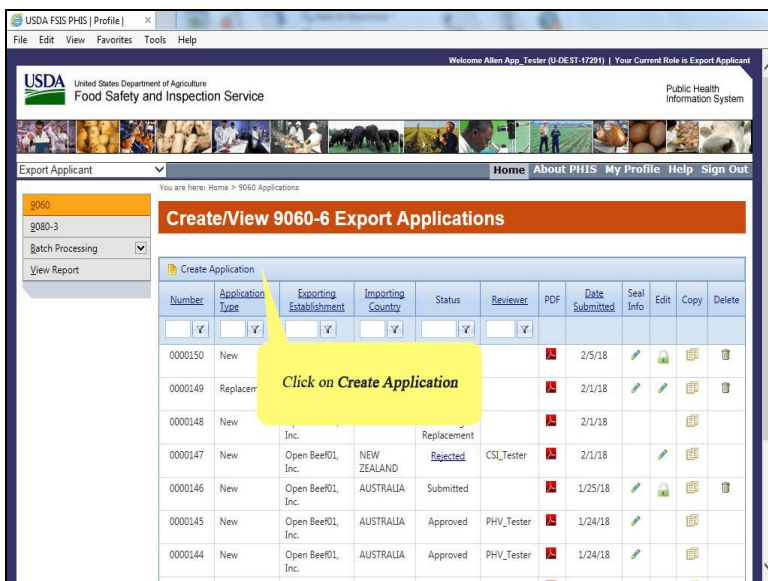 USDA FSIS PHIS | Profile |
File Edit View Favorites Tools Help
Welcome Allen App_Tester (U-DEST-17291) | Your Current Role is Export Applicant
USDA
United States Department of Agriculture
Food Safety and Inspection Service
Public Health
Information System
Export Applicant
Home About PHIS My Profile Help Sign Out
You are here: Home > 9060 Applications
9060
9080-3
Batch Processing
View Report
Create/View 9060-6 Export Applications
Create Application
Number Application Type Exporting Establishment Importing Country Status Reviewer PDF Date Submitted Seal Info Edit Copy Delete
Click on Create Application
0000150 New 2/5/18
0000149 Replacem 2/1/18
0000148 New Inc. Replacement 2/1/18
0000147 New Open Beef01, Inc. NEW ZEALAND Rejected CSI_Tester 2/1/18
0000146 New Open Beef01, Inc. AUSTRALIA Submitted 1/25/18
0000145 New Open Beef01, Inc. AUSTRALIA Approved PHV_Tester 1/24/18
0000144 New Open Beef01, Inc. AUSTRALIA Approved PHV_Tester 1/24/18